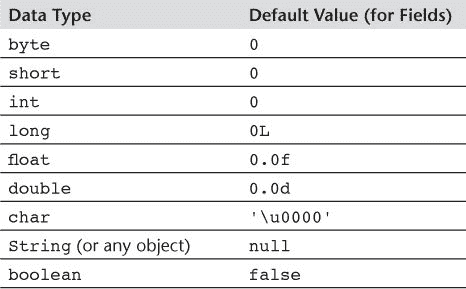 Data Type Default Value (for Fields)
byte 0
short 0
int 0
long 0L
float 0.0f
double 0.0d
char '\u0000'
String (or any object) null
boolean false